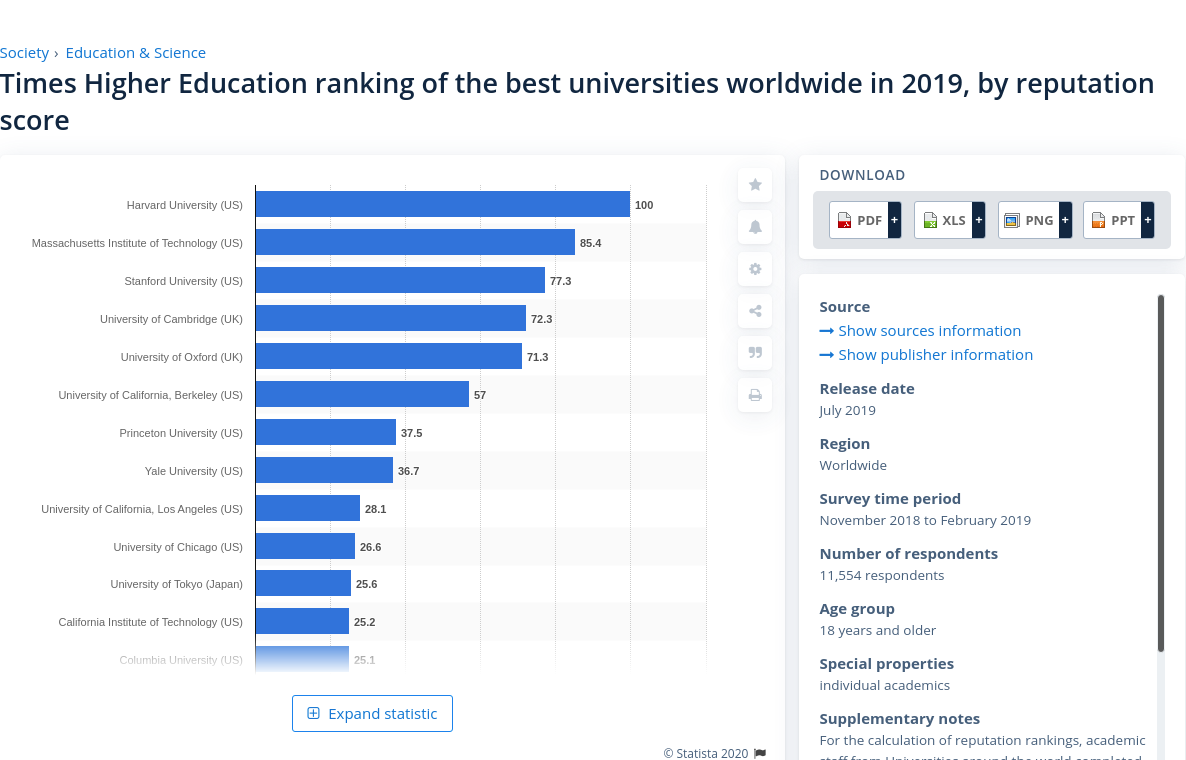 Society › Education & Science
Times Higher Education ranking of the best universities worldwide in 2019, by reputation
score
Harvard University (US) 100
Massachusetts Institute of Technology (US) 85.4
Stanford University (US) 77.3
University of Cambridge (UK) 72.3
University of Oxford (UK) 71.3
University of California, Berkeley (US) 57
Princeton University (US) 37.5
Yale University (US) 36.7
University of California, Los Angeles (US) 28.1
University of Chicago (US) 26.6
University of Tokyo (Japan) 25.6
California Institute of Technology (US) 25.2
Columbia University (US) 25.1
Expand statistic
© Statista 2020
DOWNLOAD
PDF + XLS + PNG + PPT +
Source
Show sources information
Show publisher information
Release date
July 2019
Region
Worldwide
Survey time period
November 2018 to February 2019
Number of respondents
11,554 respondents
Age group
18 years and older
Special properties
individual academics
Supplementary notes
For the calculation of reputation rankings, academic
staff from Universities around the world completed